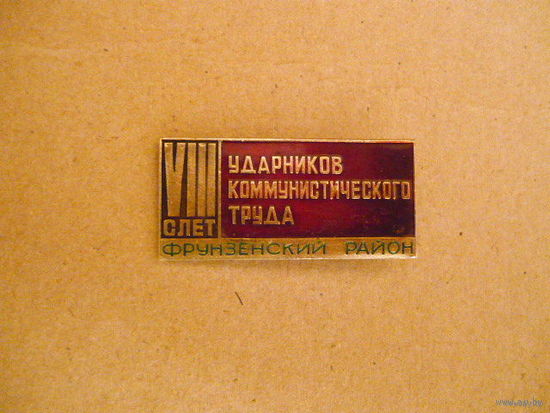 VIII
СЛЕТ
УДАРНИКОВ
КОММУНИСТИЧЕСКОГО
ТРУДА
ФРУНЗЕНСКИЙ РАЙОН